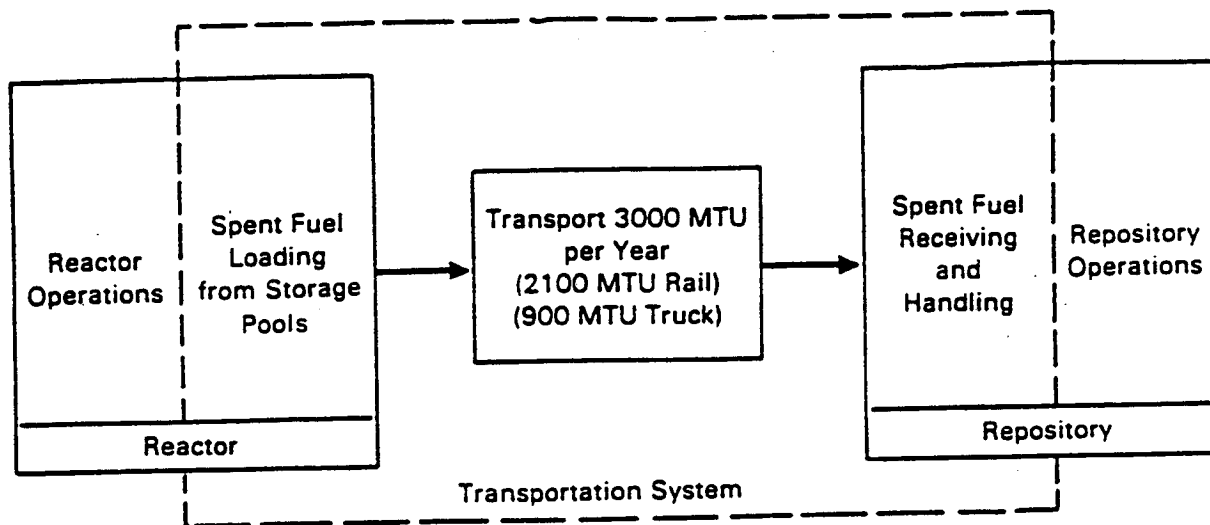 Reactor
Operations
Spent Fuel
Loading
from Storage
Pools
Reactor
Transport 3000 MTU
per Year
(2100 MTU Rail)
(900 MTU Truck)
Spent Fuel
Receiving
and
Handling
Repository
Operations
Repository
Transportation System